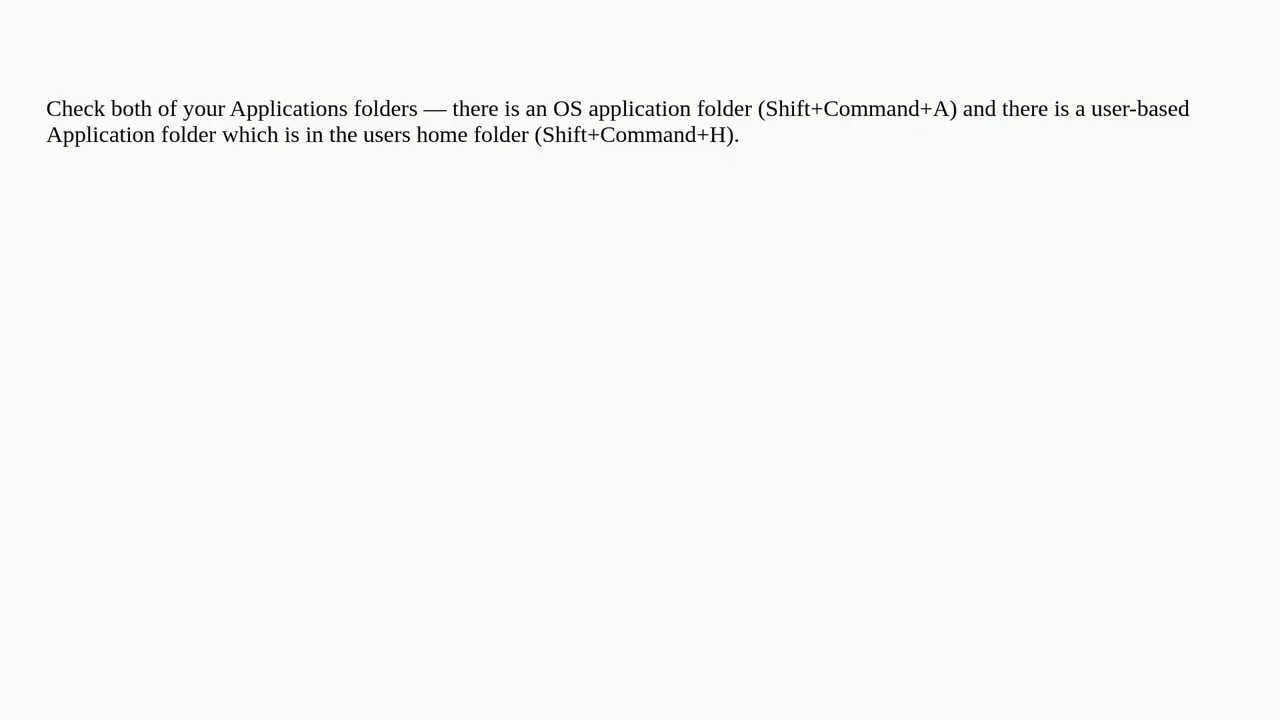 Check both of your Applications folders — there is an OS application folder (Shift+Command+A) and there is a user-based
Application folder which is in the users home folder (Shift+Command+H).